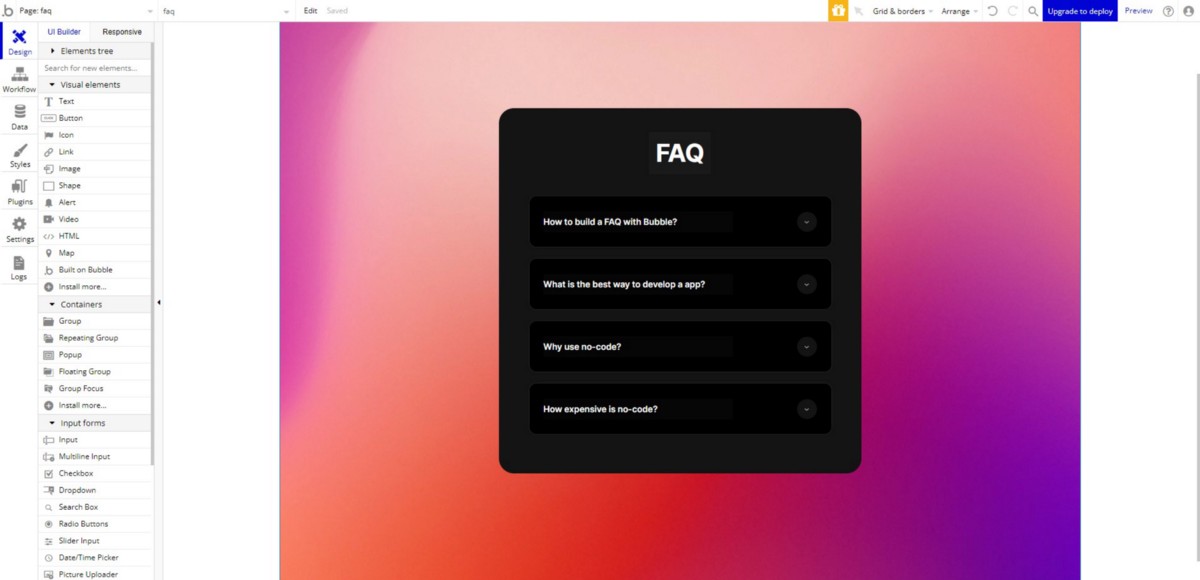 Page: faq
faq
Edit
Saved
Grid & borders
Arrange
Upgrade to deploy
Preview
Design
Workflow
Data
Styles
Plugins
Settings
Logs
UI Builder
Responsive
Elements tree
Search for new elements...
Visual elements
Text
Button
Icon
Link
Image
Shape
Alert
Video
HTML
Map
Built on Bubble
Install more...
Containers
Group
Repeating Group
Popup
Floating Group
Group Focus
Install more...
Input forms
Input
Multiline Input
Checkbox
Dropdown
Search Box
Radio Buttons
Slider Input
Date/Time Picker
Picture Uploader
FAQ
How to build a FAQ with Bubble?
What is the best way to develop a app?
Why use no-code?
How expensive is no-code?